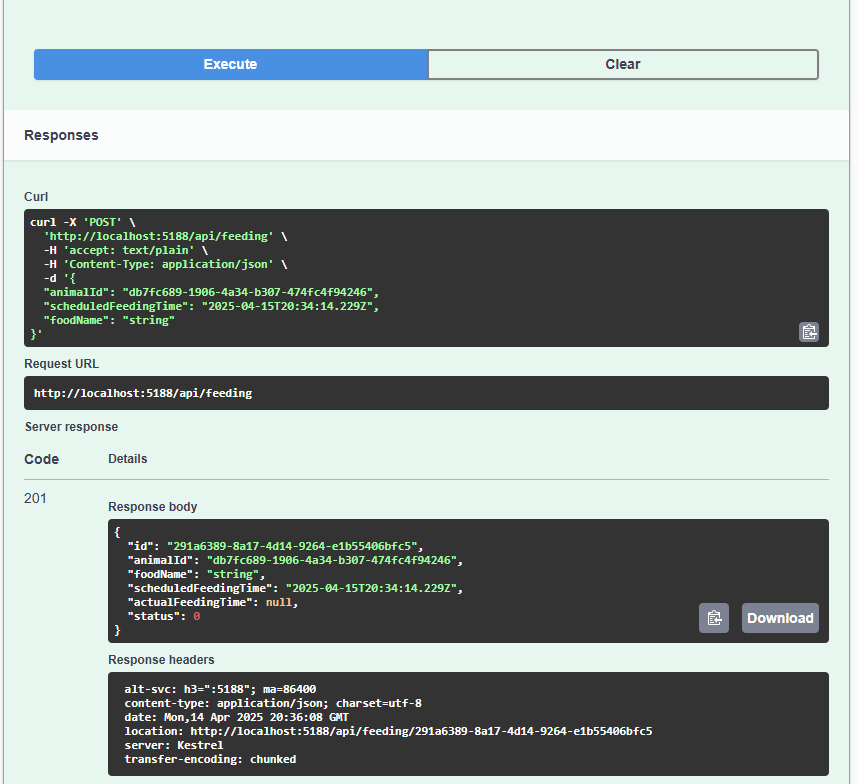 Execute
Clear
Responses
Curl
curl -X 'POST' \
  'http://localhost:5188/api/feeding' \
  -H 'accept: text/plain' \
  -H 'Content-Type: application/json' \
  -d '{
  "animalId": "db7fc689-1906-4a34-b307-474fc4f94246",
  "scheduledFeedingTime": "2025-04-15T20:34:14.229Z",
  "foodName": "string"
}'
Request URL
http://localhost:5188/api/feeding
Server response
Code Details
201
Response body
{
  "id": "291a6389-8a17-4d14-9264-e1b55406bfc5",
  "animalId": "db7fc689-1906-4a34-b307-474fc4f94246",
  "foodName": "string",
  "scheduledFeedingTime": "2025-04-15T20:34:14.229Z",
  "actualFeedingTime": null,
  "status": 0
}
Download
Response headers
alt-svc: h3=":5188"; ma=86400
content-type: application/json; charset=utf-8
date: Mon,14 Apr 2025 20:36:08 GMT
location: http://localhost:5188/api/feeding/291a6389-8a17-4d14-9264-e1b55406bfc5
server: Kestrel
transfer-encoding: chunked